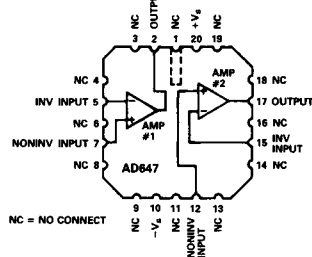 NC OUTPUT NC +Vs NC
3 2 1 20 19
NC 4
INV INPUT 5
NC 6
NONINV INPUT 7
NC 8
AMP
#1
AMP
#2
18 NC
17 OUTPUT
16 NC
15 INV
INPUT
14 NC
AD647
9 10 11 12 13
NC -Vs NC NONINV
INPUT NC
NC = NO CONNECT